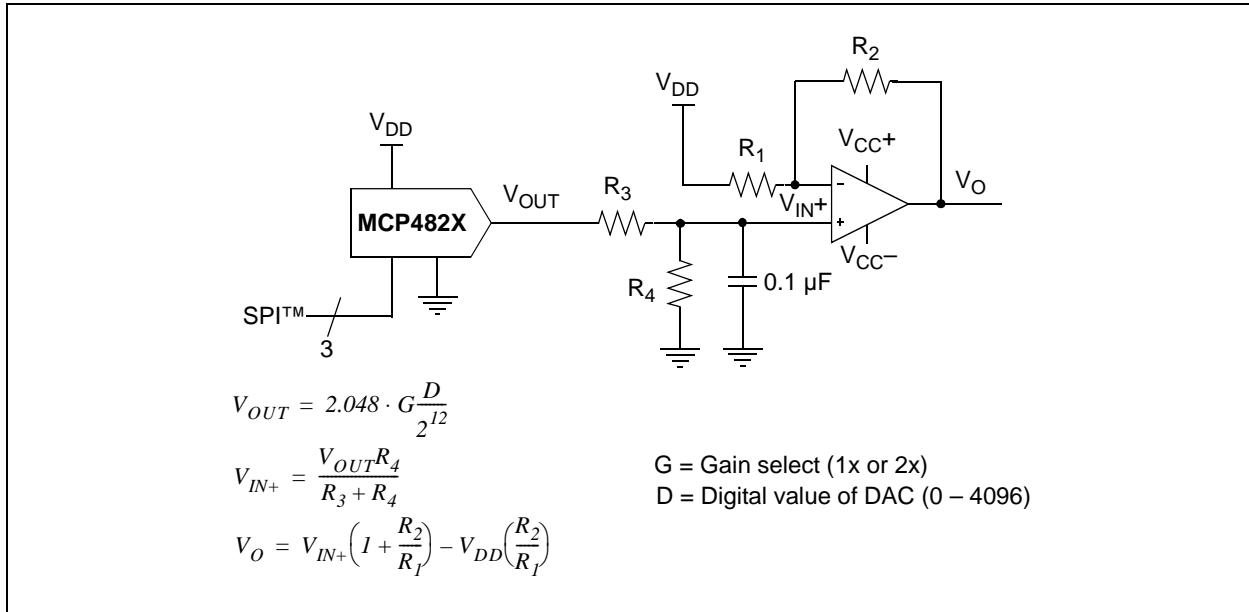 R2
VDD
VDD
R1
VCC+
VO
VOUT
R3
VIN+
-
+
MCP482X
VCC–
R4
0.1 µF
SPI™
3
VOUT = 2.048 · G D/2^12
VIN+ = VOUTR4/R3 + R4
VO = VIN+(1 + R2/R1) – VDD(R2/R1)
G = Gain select (1x or 2x)
D = Digital value of DAC (0 – 4096)